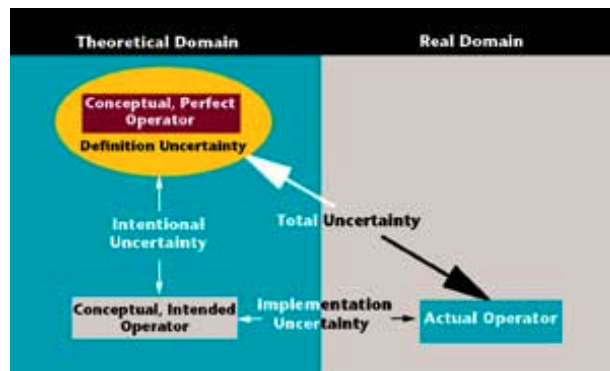 Theoretical Domain
Real Domain
Conceptual, Perfect
Operator
Definition Uncertainty
Intentional
Uncertainty
Total Uncertainty
Conceptual, Intended
Operator
Implementation
Uncertainty
Actual Operator